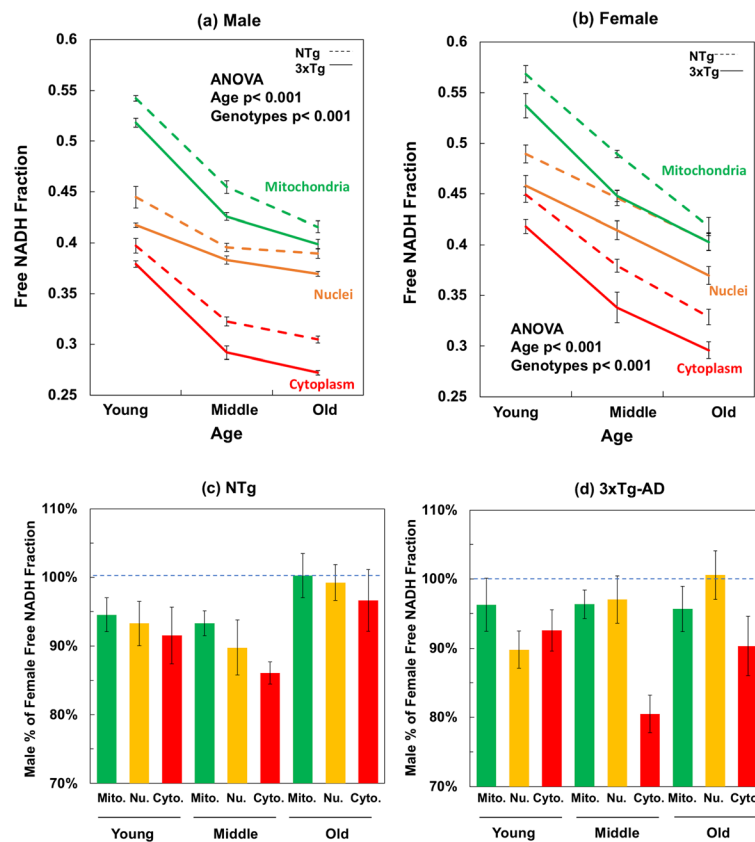 (a) Male
0.6
0.55
0.5
0.45
0.4
0.35
0.3
0.25
Free NADH Fraction
NTg
3xTg
ANOVA
Age p< 0.001
Genotypes p< 0.001
Mitochondria
Nuclei
Cytoplasm
Young Middle Old
Age
(b) Female
0.6
0.55
0.5
0.45
0.4
0.35
0.3
0.25
Free NADH Fraction
NTg
3xTg
Mitochondria
Nuclei
ANOVA
Age p< 0.001
Genotypes p< 0.001
Cytoplasm
Young Middle Old
Age
(c) NTg
110%
100%
90%
80%
70%
Male % of Female Free NADH Fraction
Mito. Nu. Cyto. Mito. Nu. Cyto. Mito. Nu. Cyto.
Young Middle Old
(d) 3xTg-AD
110%
100%
90%
80%
70%
Male % of Female Free NADH Fraction
Mito. Nu. Cyto. Mito. Nu. Cyto. Mito. Nu. Cyto.
Young Middle Old